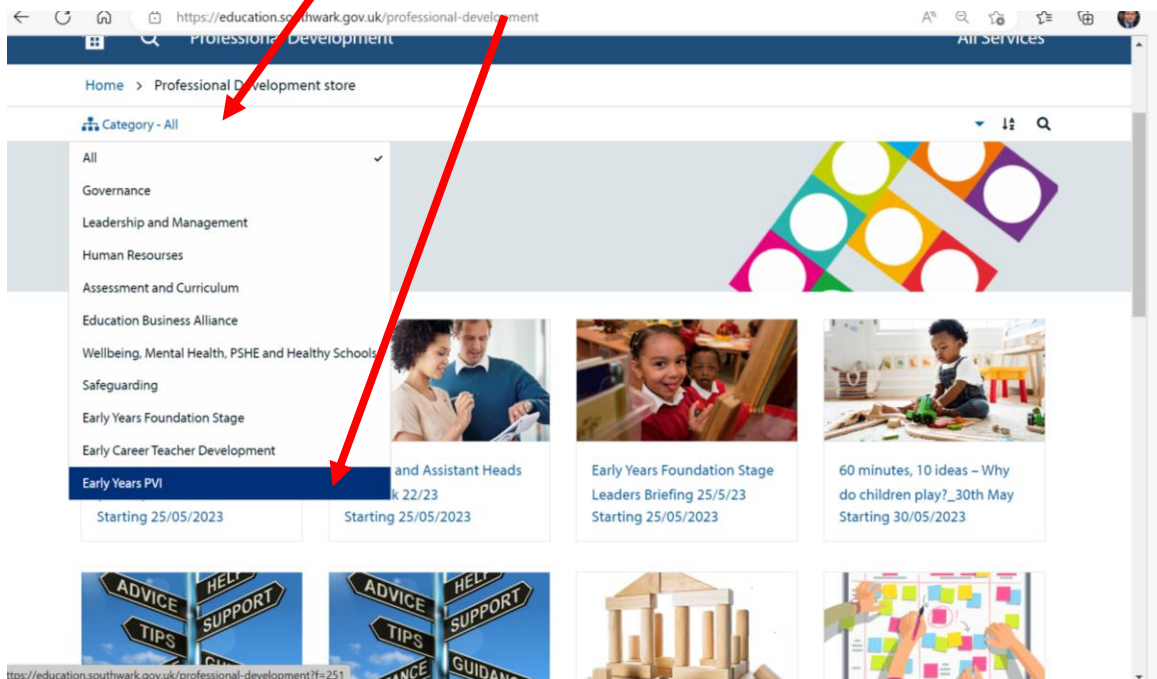 https://education.southwark.gov.uk/professional-development
Professional Development
All Services
Home > Professional Development store
Category - All
All
Governance
Leadership and Management
Human Resourses
Assessment and Curriculum
Education Business Alliance
Wellbeing, Mental Health, PSHE and Healthy Schools
Safeguarding
Early Years Foundation Stage
Early Career Teacher Development
Early Years PVI
Starting 25/05/2023
and Assistant Heads
k 22/23
Starting 25/05/2023
Early Years Foundation Stage
Leaders Briefing 25/5/23
Starting 25/05/2023
60 minutes, 10 ideas – Why
do children play?_30th May
Starting 30/05/2023
ADVICE
HELP
SUPPORT
TIPS
ADVICE
HELP
SUPPORT
TIPS
GUIDANCE
ttps://education.southwark.gov.uk/professional-development?f=251